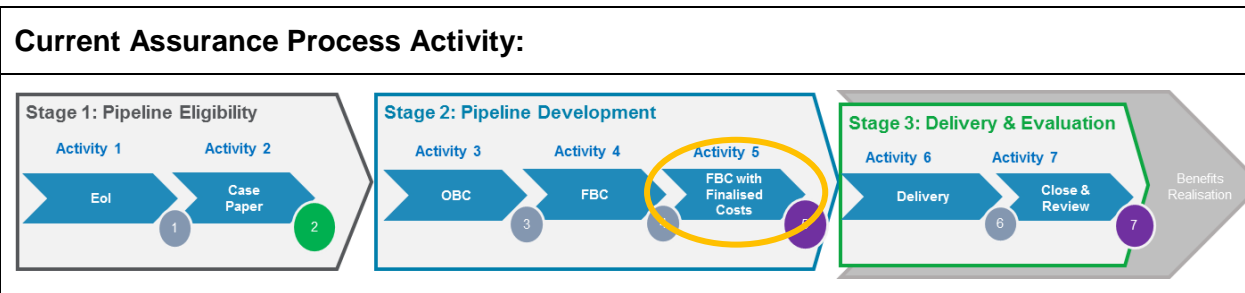 Current Assurance Process Activity:
Stage 1: Pipeline Eligibility
Activity 1
Activity 2
EoI
Case
Paper
1
2
Stage 2: Pipeline Development
Activity 3
Activity 4
Activity 5
OBC
FBC
FBC with
Finalised
Costs
3
Stage 3: Delivery & Evaluation
Activity 6
Activity 7
Delivery
Close &
Review
6
7
Benefits
Realisation